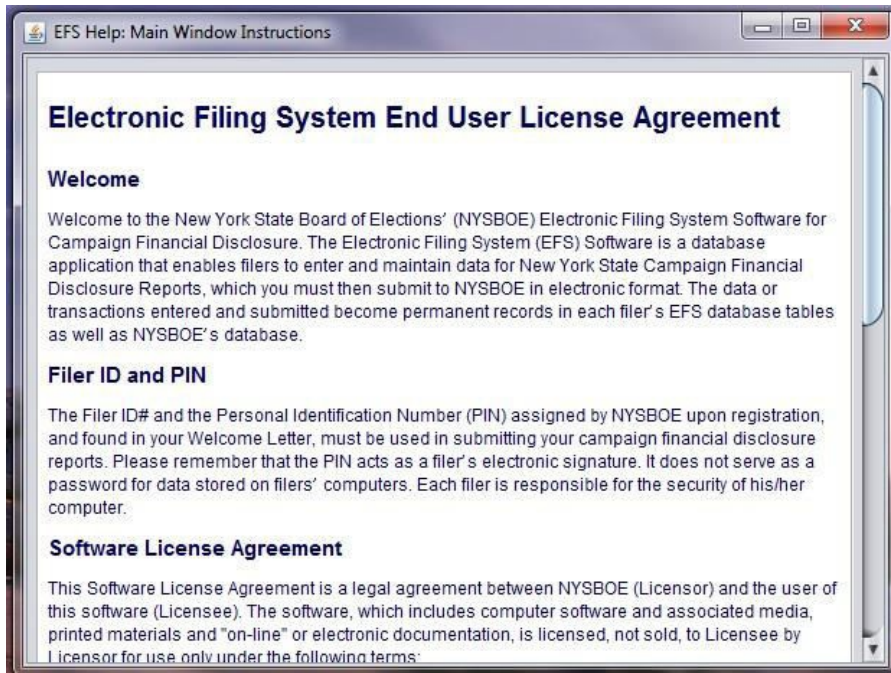 EFS Help: Main Window Instructions
Electronic Filing System End User License Agreement
Welcome
Welcome to the New York State Board of Elections’ (NYSBOE) Electronic Filing System Software for
Campaign Financial Disclosure. The Electronic Filing System (EFS) Software is a database
application that enables filers to enter and maintain data for New York State Campaign Financial
Disclosure Reports, which you must then submit to NYSBOE in electronic format. The data or
transactions entered and submitted become permanent records in each filer’s EFS database tables
as well as NYSBOE’s database.
Filer ID and PIN
The Filer ID# and the Personal Identification Number (PIN) assigned by NYSBOE upon registration,
and found in your Welcome Letter, must be used in submitting your campaign financial disclosure
reports. Please remember that the PIN acts as a filer’s electronic signature. It does not serve as a
password for data stored on filers’ computers. Each filer is responsible for the security of his/her
computer.
Software License Agreement
This Software License Agreement is a legal agreement between NYSBOE (Licensor) and the user of
this software (Licensee). The software, which includes computer software and associated media,
printed materials and "on-line" or electronic documentation, is licensed, not sold, to Licensee by
Licensor for use only under the following terms: